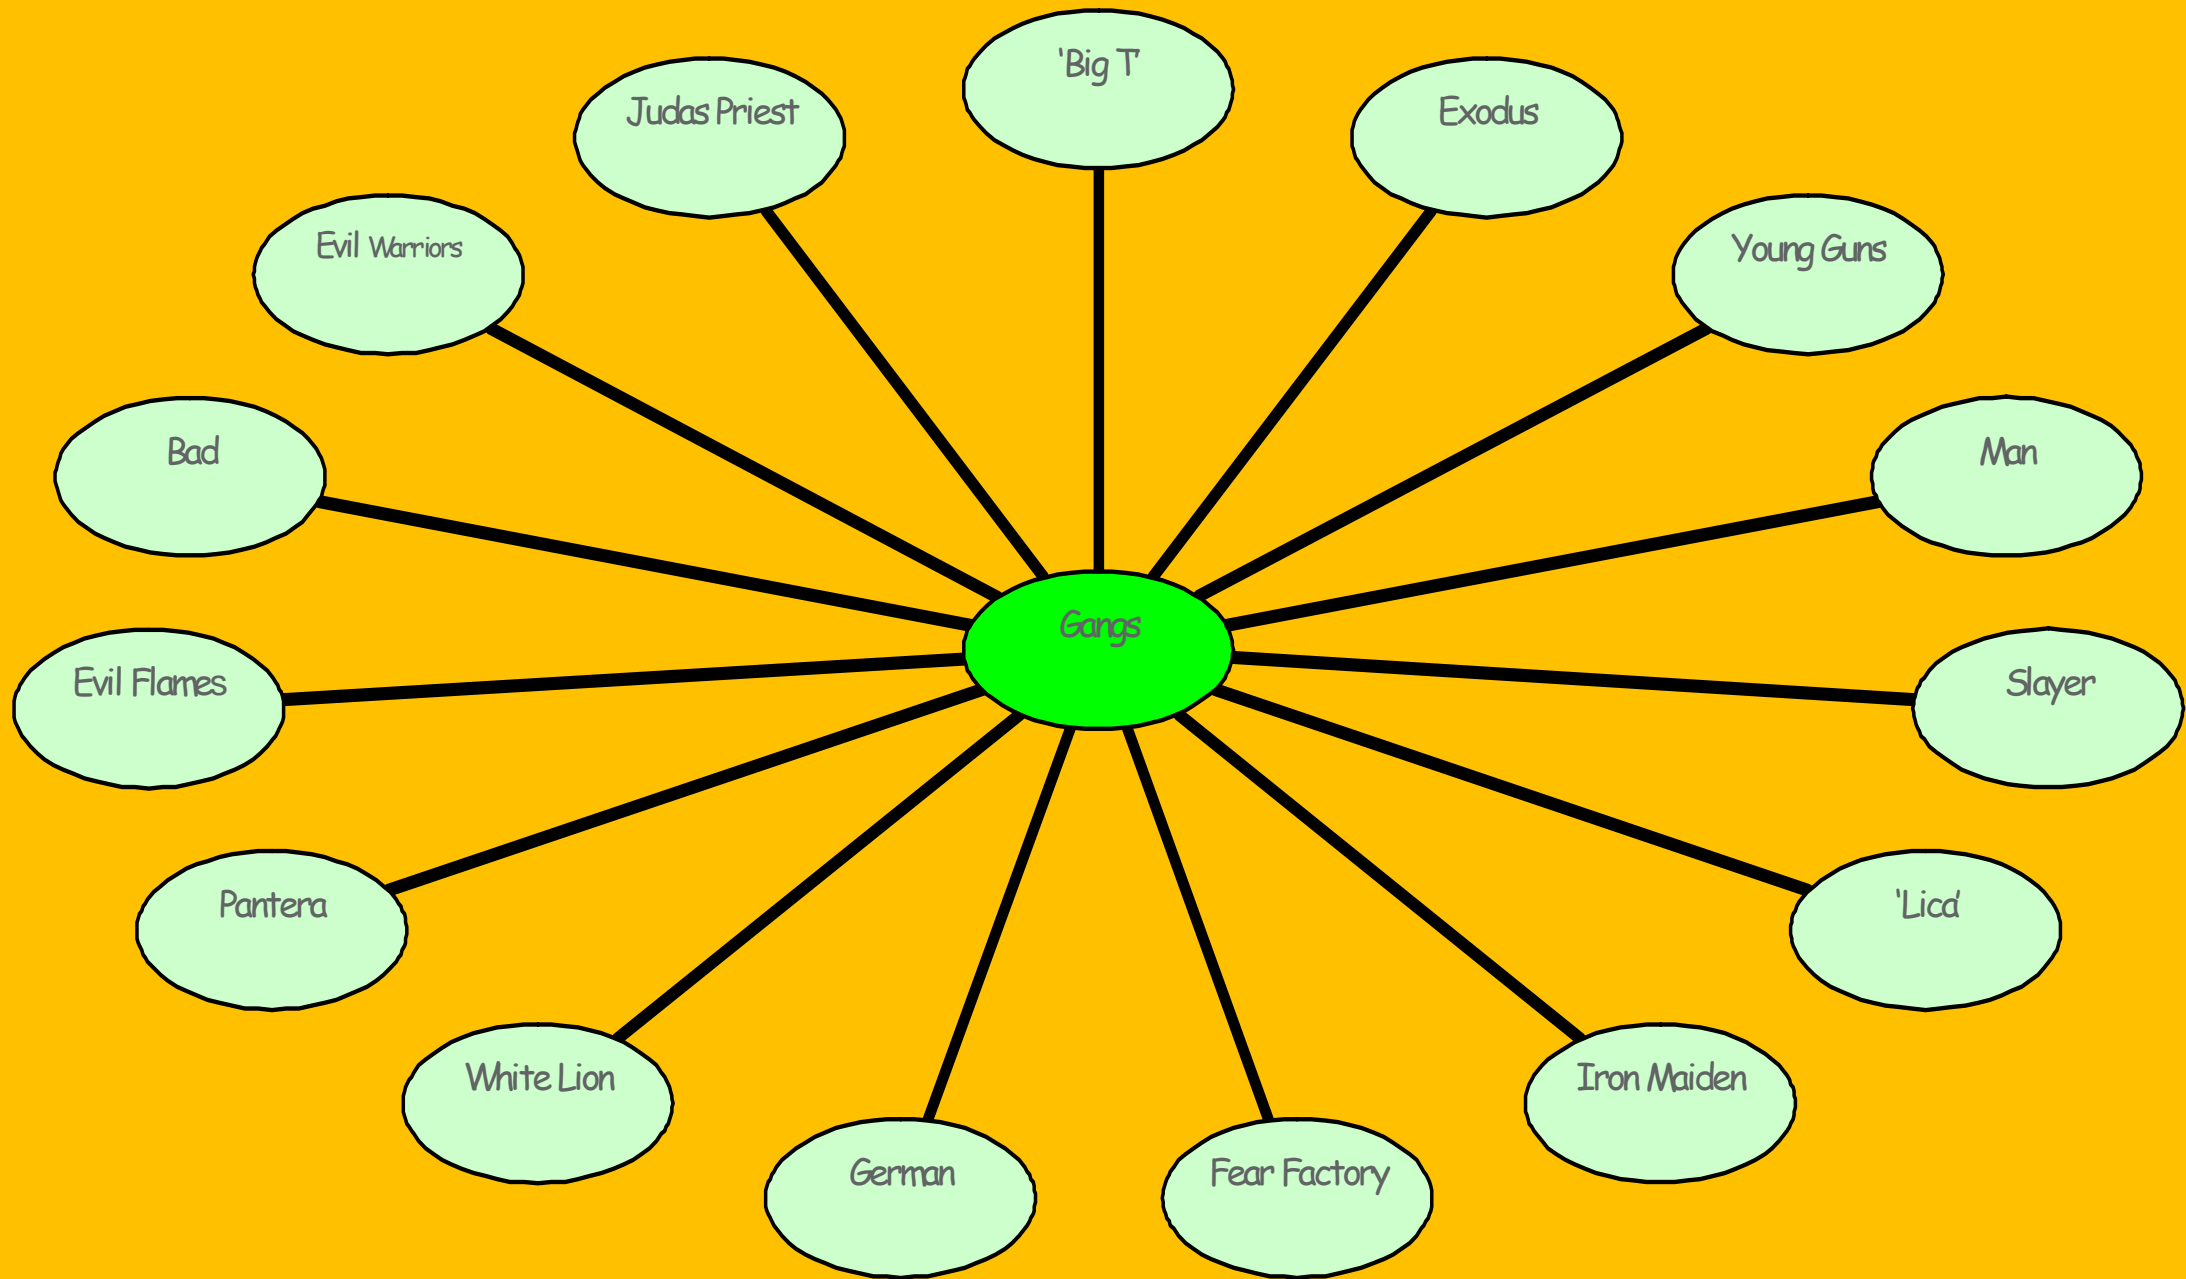 'Big T'
Judas Priest
Exodus
Evil Warriors
Young Guns
Bad
Man
Gangs
Evil Flames
Slayer
Pantera
'Lica'
White Lion
Iron Maiden
German
Fear Factory